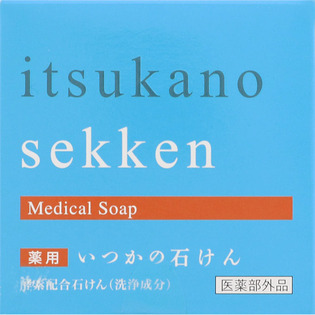 itsukano
sekken
Medical Soap
薬用 いつかの石けん
酵素配合石けん(洗浄成分)
医薬部外品